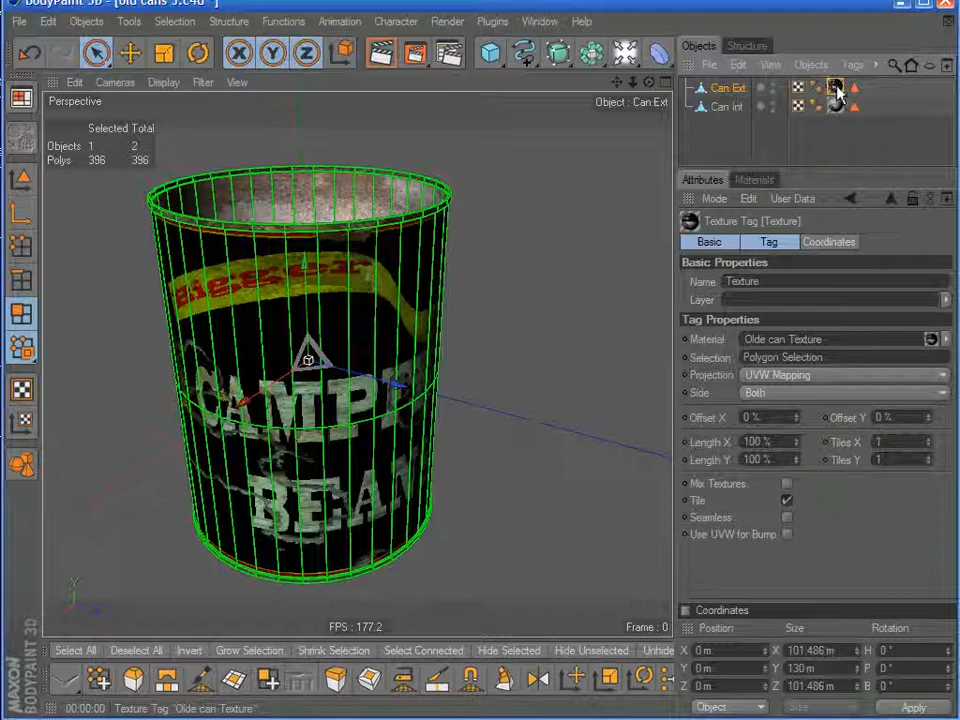 BodyPaint 3D - [old cans 3.c4d *]
File Edit Objects Tools Selection Structure Functions Animation Character Render Plugins Window Help
X Y Z
Edit Cameras Display Filter View
Perspective
Object : Can Ext
Selected Total
Objects 1 2
Polys 396 396
Bigger
CAMPE
BEAN
Y
FPS : 177.2
Frame : 0
Objects Structure
File Edit View Objects Tags
Can Ext
Can Int
Attributes Materials
Mode Edit User Data
Texture Tag [Texture]
Basic Tag Coordinates
Basic Properties
Name Texture
Layer
Tag Properties
Material Olde can Texture
Selection Polygon Selection
Projection UVW Mapping
Side Both
Offset X 0 % Offset Y 0 %
Length X 100 % Tiles X 1
Length Y 100 % Tiles Y 1
Mix Textures
Tile
Seamless
Use UVW for Bump
Coordinates
Position Size Rotation
X 0 m X 101.486 m H 0 °
Y 0 m Y 130 m P 0 °
Z 0 m Z 101.486 m B 0 °
Object Size Apply
Select All Deselect All Invert Grow Selection Shrink Selection Select Connected Hide Selected Hide Unselected Unhide
MAXON BODYPAINT 3D
00:00:00 Texture Tag "Olde can Texture"